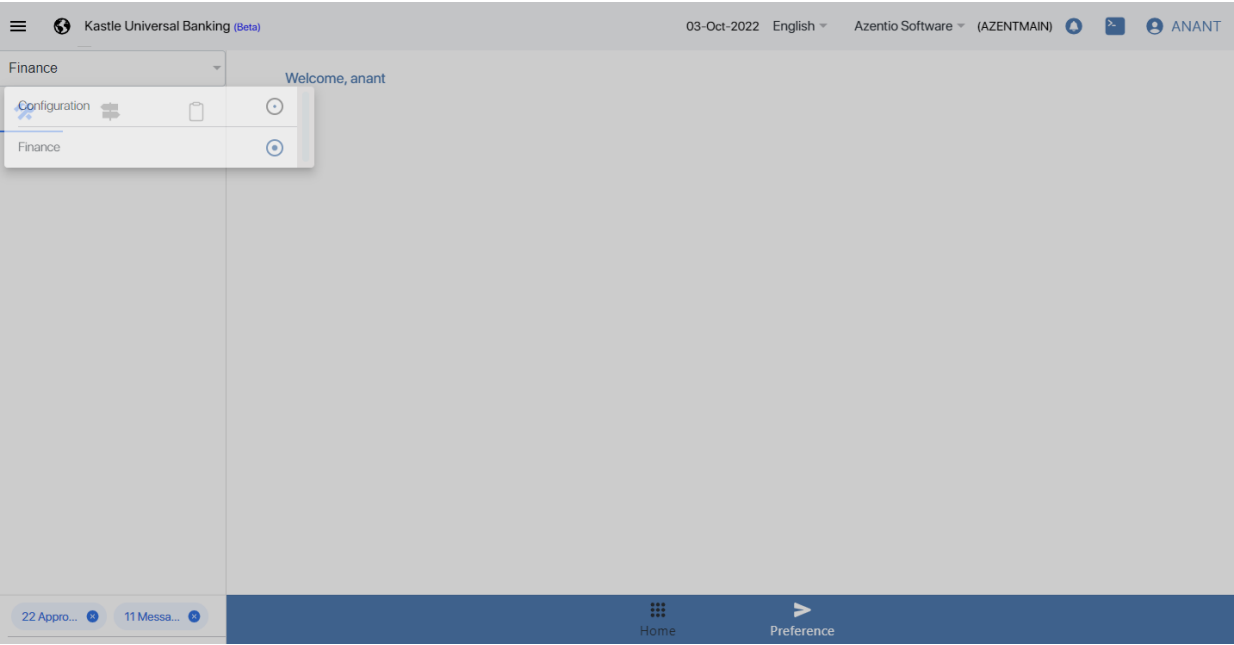 Kastle Universal Banking (Beta) 03-Oct-2022 English Azentio Software (AZENTMAIN) ANANT
Finance
Welcome, anant
Configuration
Finance
22 Appro... 11 Messa...
Home Preference